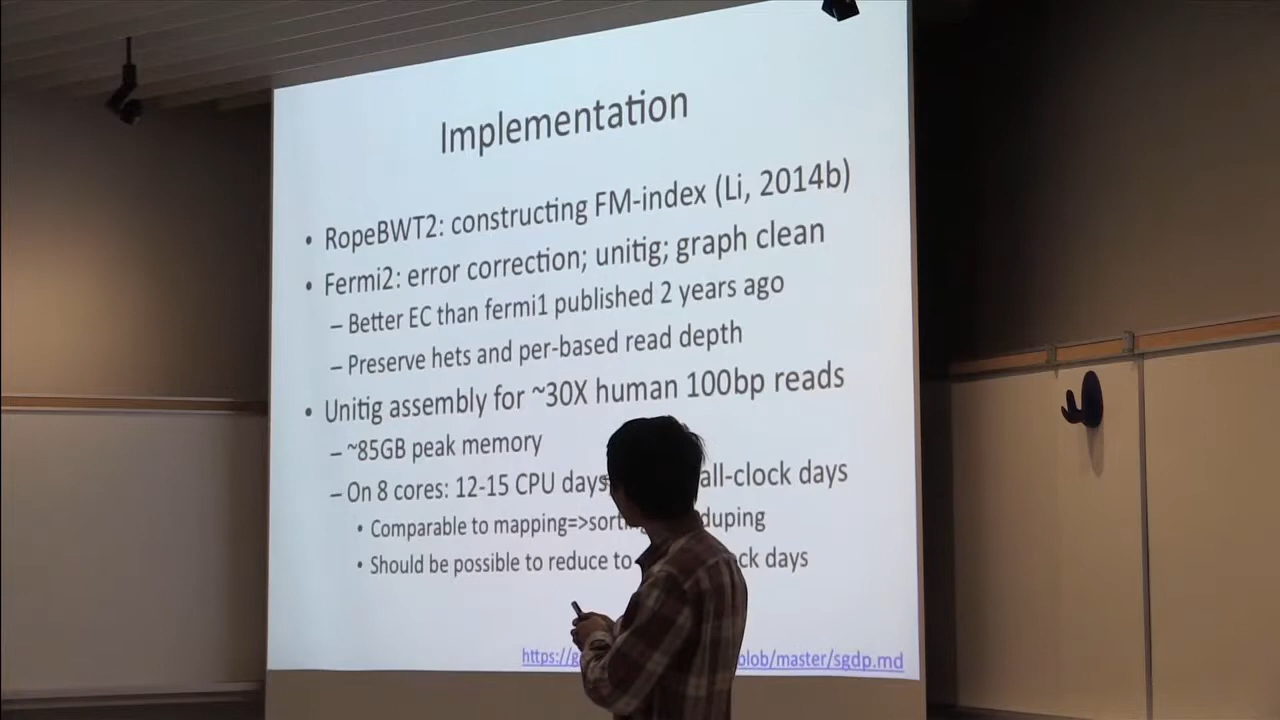 Implementation
• RopeBWT2: constructing FM-index (Li, 2014b)
• Fermi2: error correction; unitig; graph clean
– Better EC than fermi1 published 2 years ago
– Preserve hets and per-based read depth
• Unitig assembly for ~30X human 100bp reads
– ~85GB peak memory
– On 8 cores: 12-15 CPU days all-clock days
• Comparable to mapping=>sort duping
• Should be possible to reduce to ck days
https://g lob/master/sgdp.md